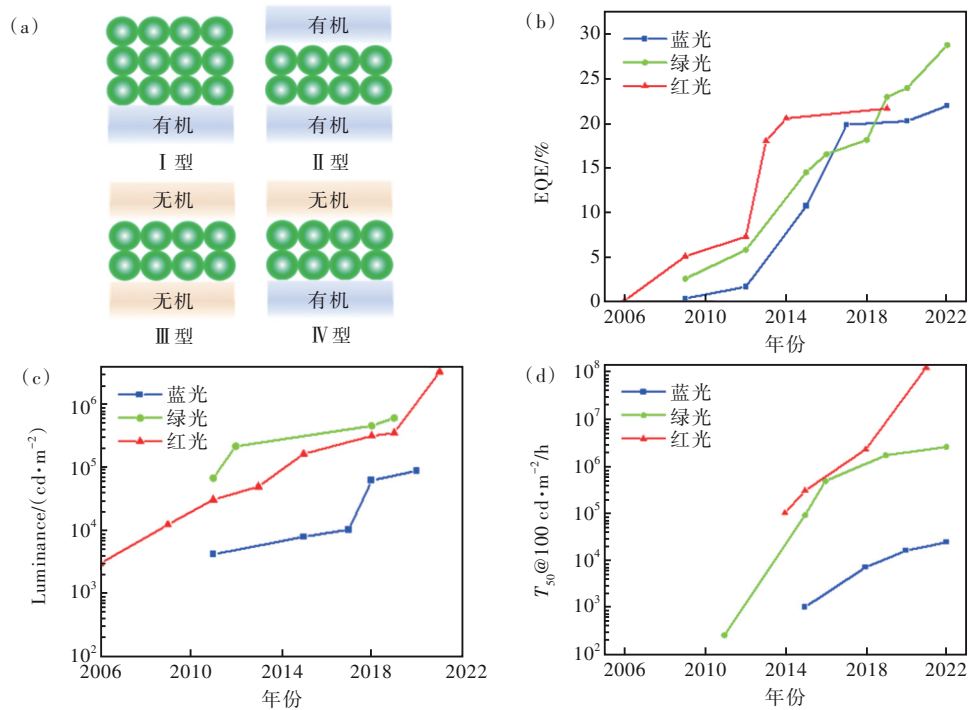 (a)
有机
有机
有机
Ⅰ型
Ⅱ型
无机
无机
无机
有机
Ⅲ型
Ⅳ型
(b)
蓝光
绿光
红光
EQE/%
30
25
20
15
10
5
0
2006 2010 2014 2018 2022
年份
(c)
蓝光
绿光
红光
Luminance/(cd·m⁻²)
10⁶
10⁵
10⁴
10³
10²
2006 2010 2014 2018 2022
年份
(d)
蓝光
绿光
红光
T₅₀@100 cd·m⁻²/h
10⁸
10⁷
10⁶
10⁵
10⁴
10³
10²
2006 2010 2014 2018 2022
年份